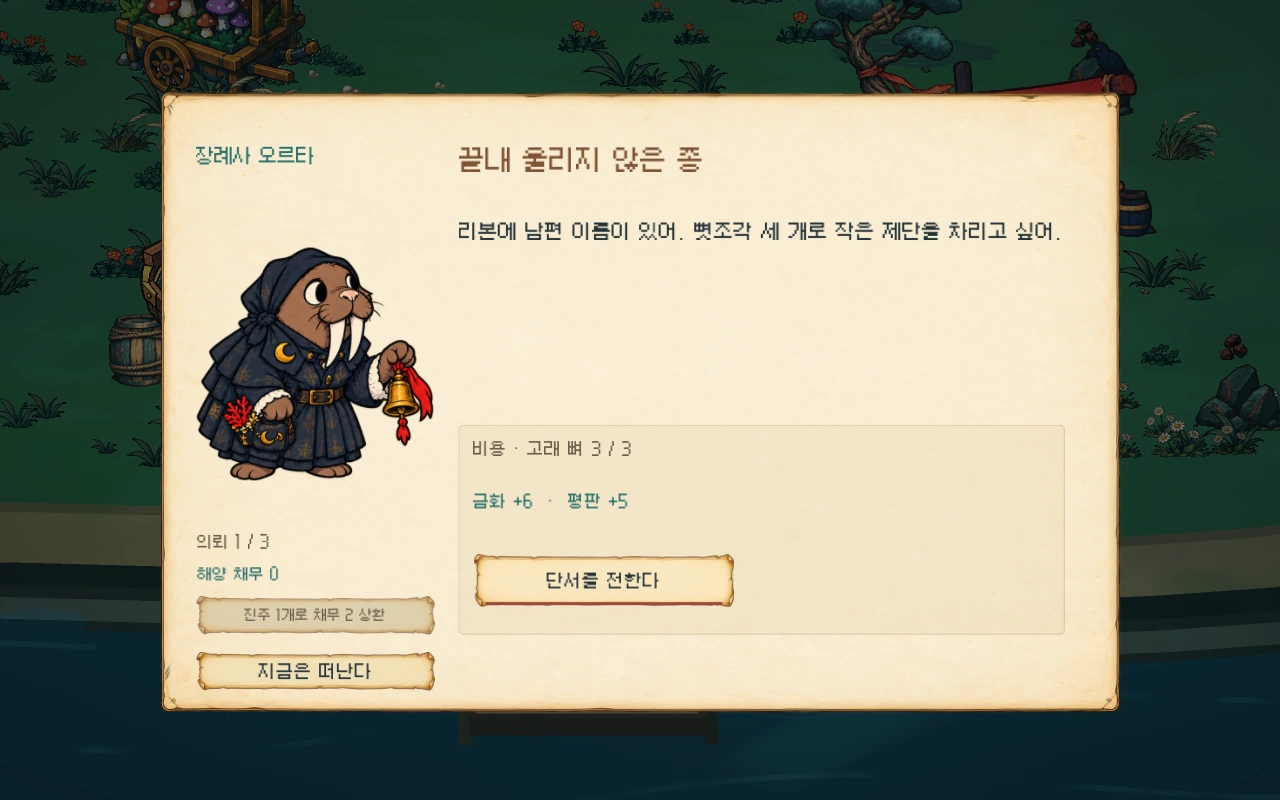 장례사 오르타
끝내 울리지 않은 종
리본에 남편 이름이 있어. 뼛조각 세 개로 작은 제단을 차리고 싶어.
비용 · 고래 뼈 3 / 3
금화 +6 · 평판 +5
단서를 전한다
의뢰 1 / 3
해양 채무 0
진주 1개로 채무 2 상환
지금은 떠난다